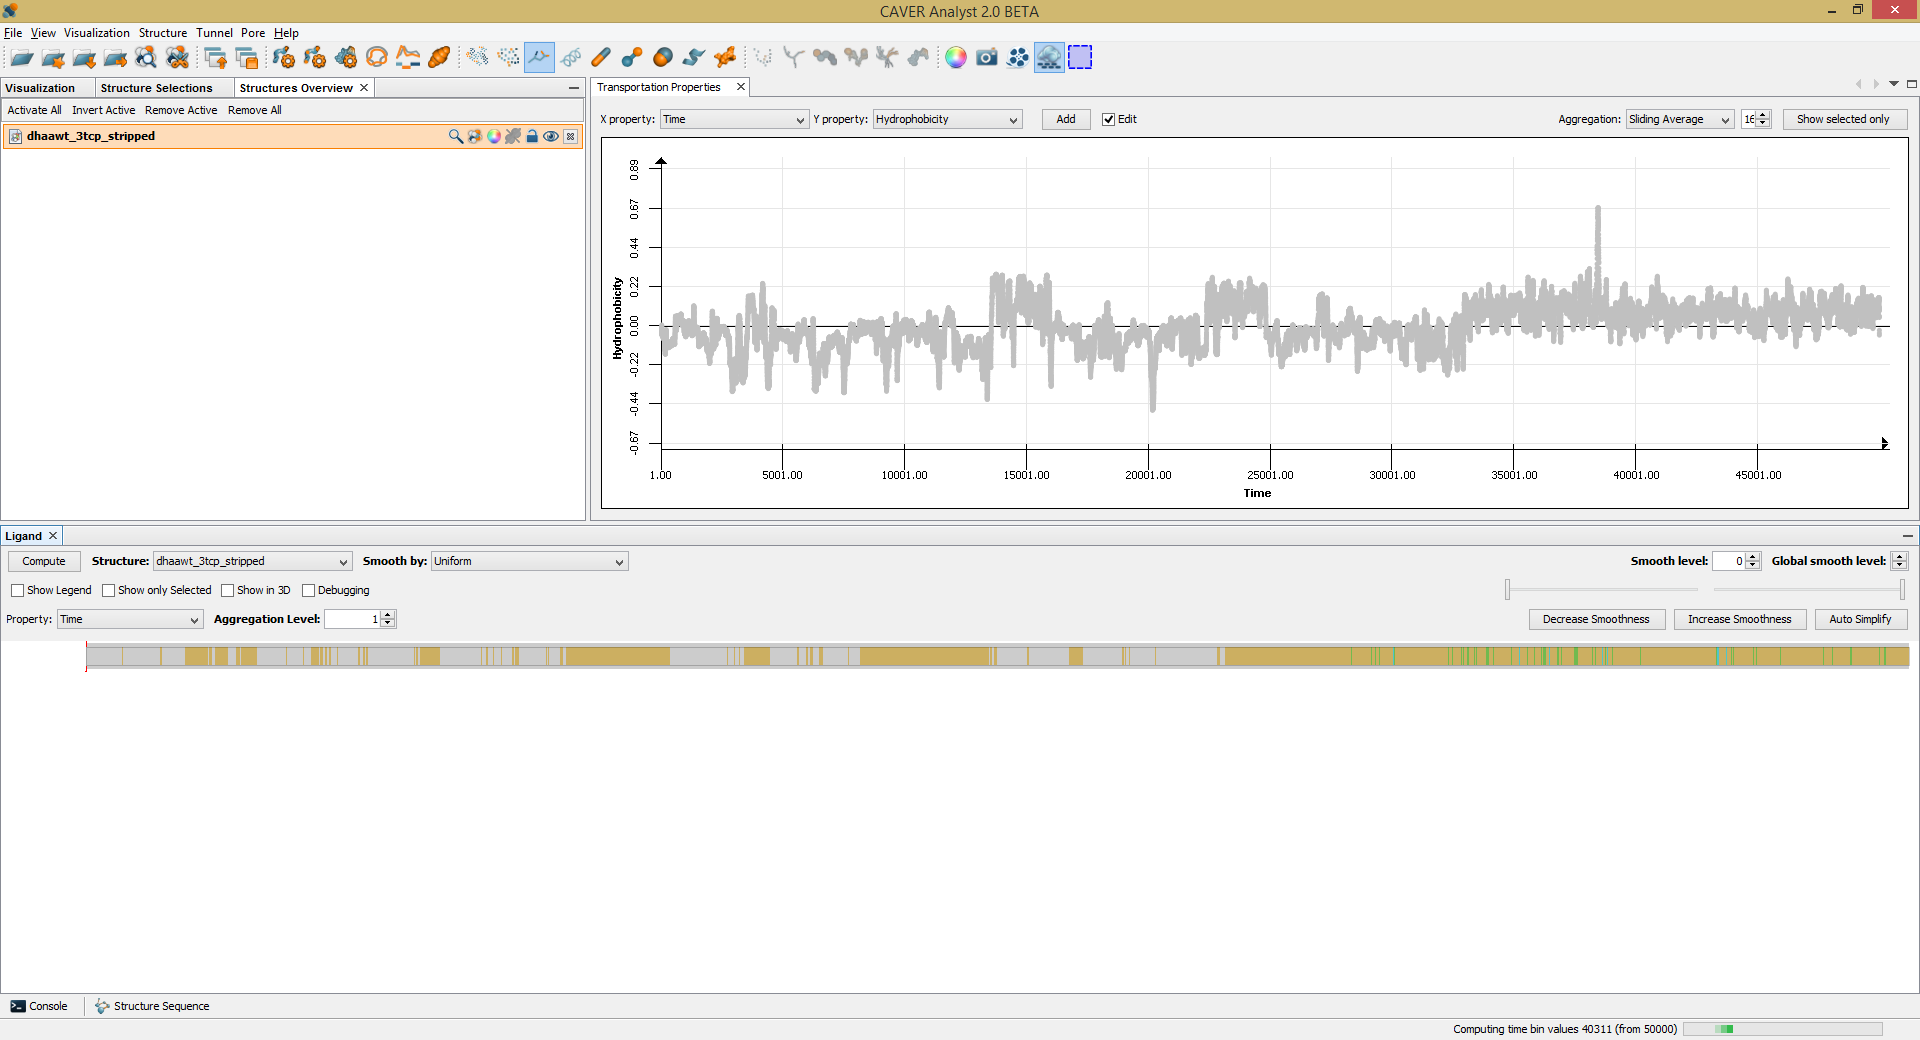 CAVER Analyst 2.0 BETA
File View Visualization Structure Tunnel Pore Help
Visualization Structure Selections Structures Overview
Activate All Invert Active Remove Active Remove All
dhaawt_3tcp_stripped
Transportation Properties
X property: Time Y property: Hydrophobicity Add Edit Aggregation: Sliding Average 16 Show selected only
Hydrophobicity
0.89
0.67
0.44
0.22
0.00
-0.22
-0.44
-0.67
1.00 5001.00 10001.00 15001.00 20001.00 25001.00 30001.00 35001.00 40001.00 45001.00
Time
Ligand
Compute Structure: dhaawt_3tcp_stripped Smooth by: Uniform Smooth level: 0 Global smooth level:
Show Legend Show only Selected Show in 3D Debugging
Property: Time Aggregation Level: 1 Decrease Smoothness Increase Smoothness Auto Simplify
Console Structure Sequence
Computing time bin values 40311 (from 50000)